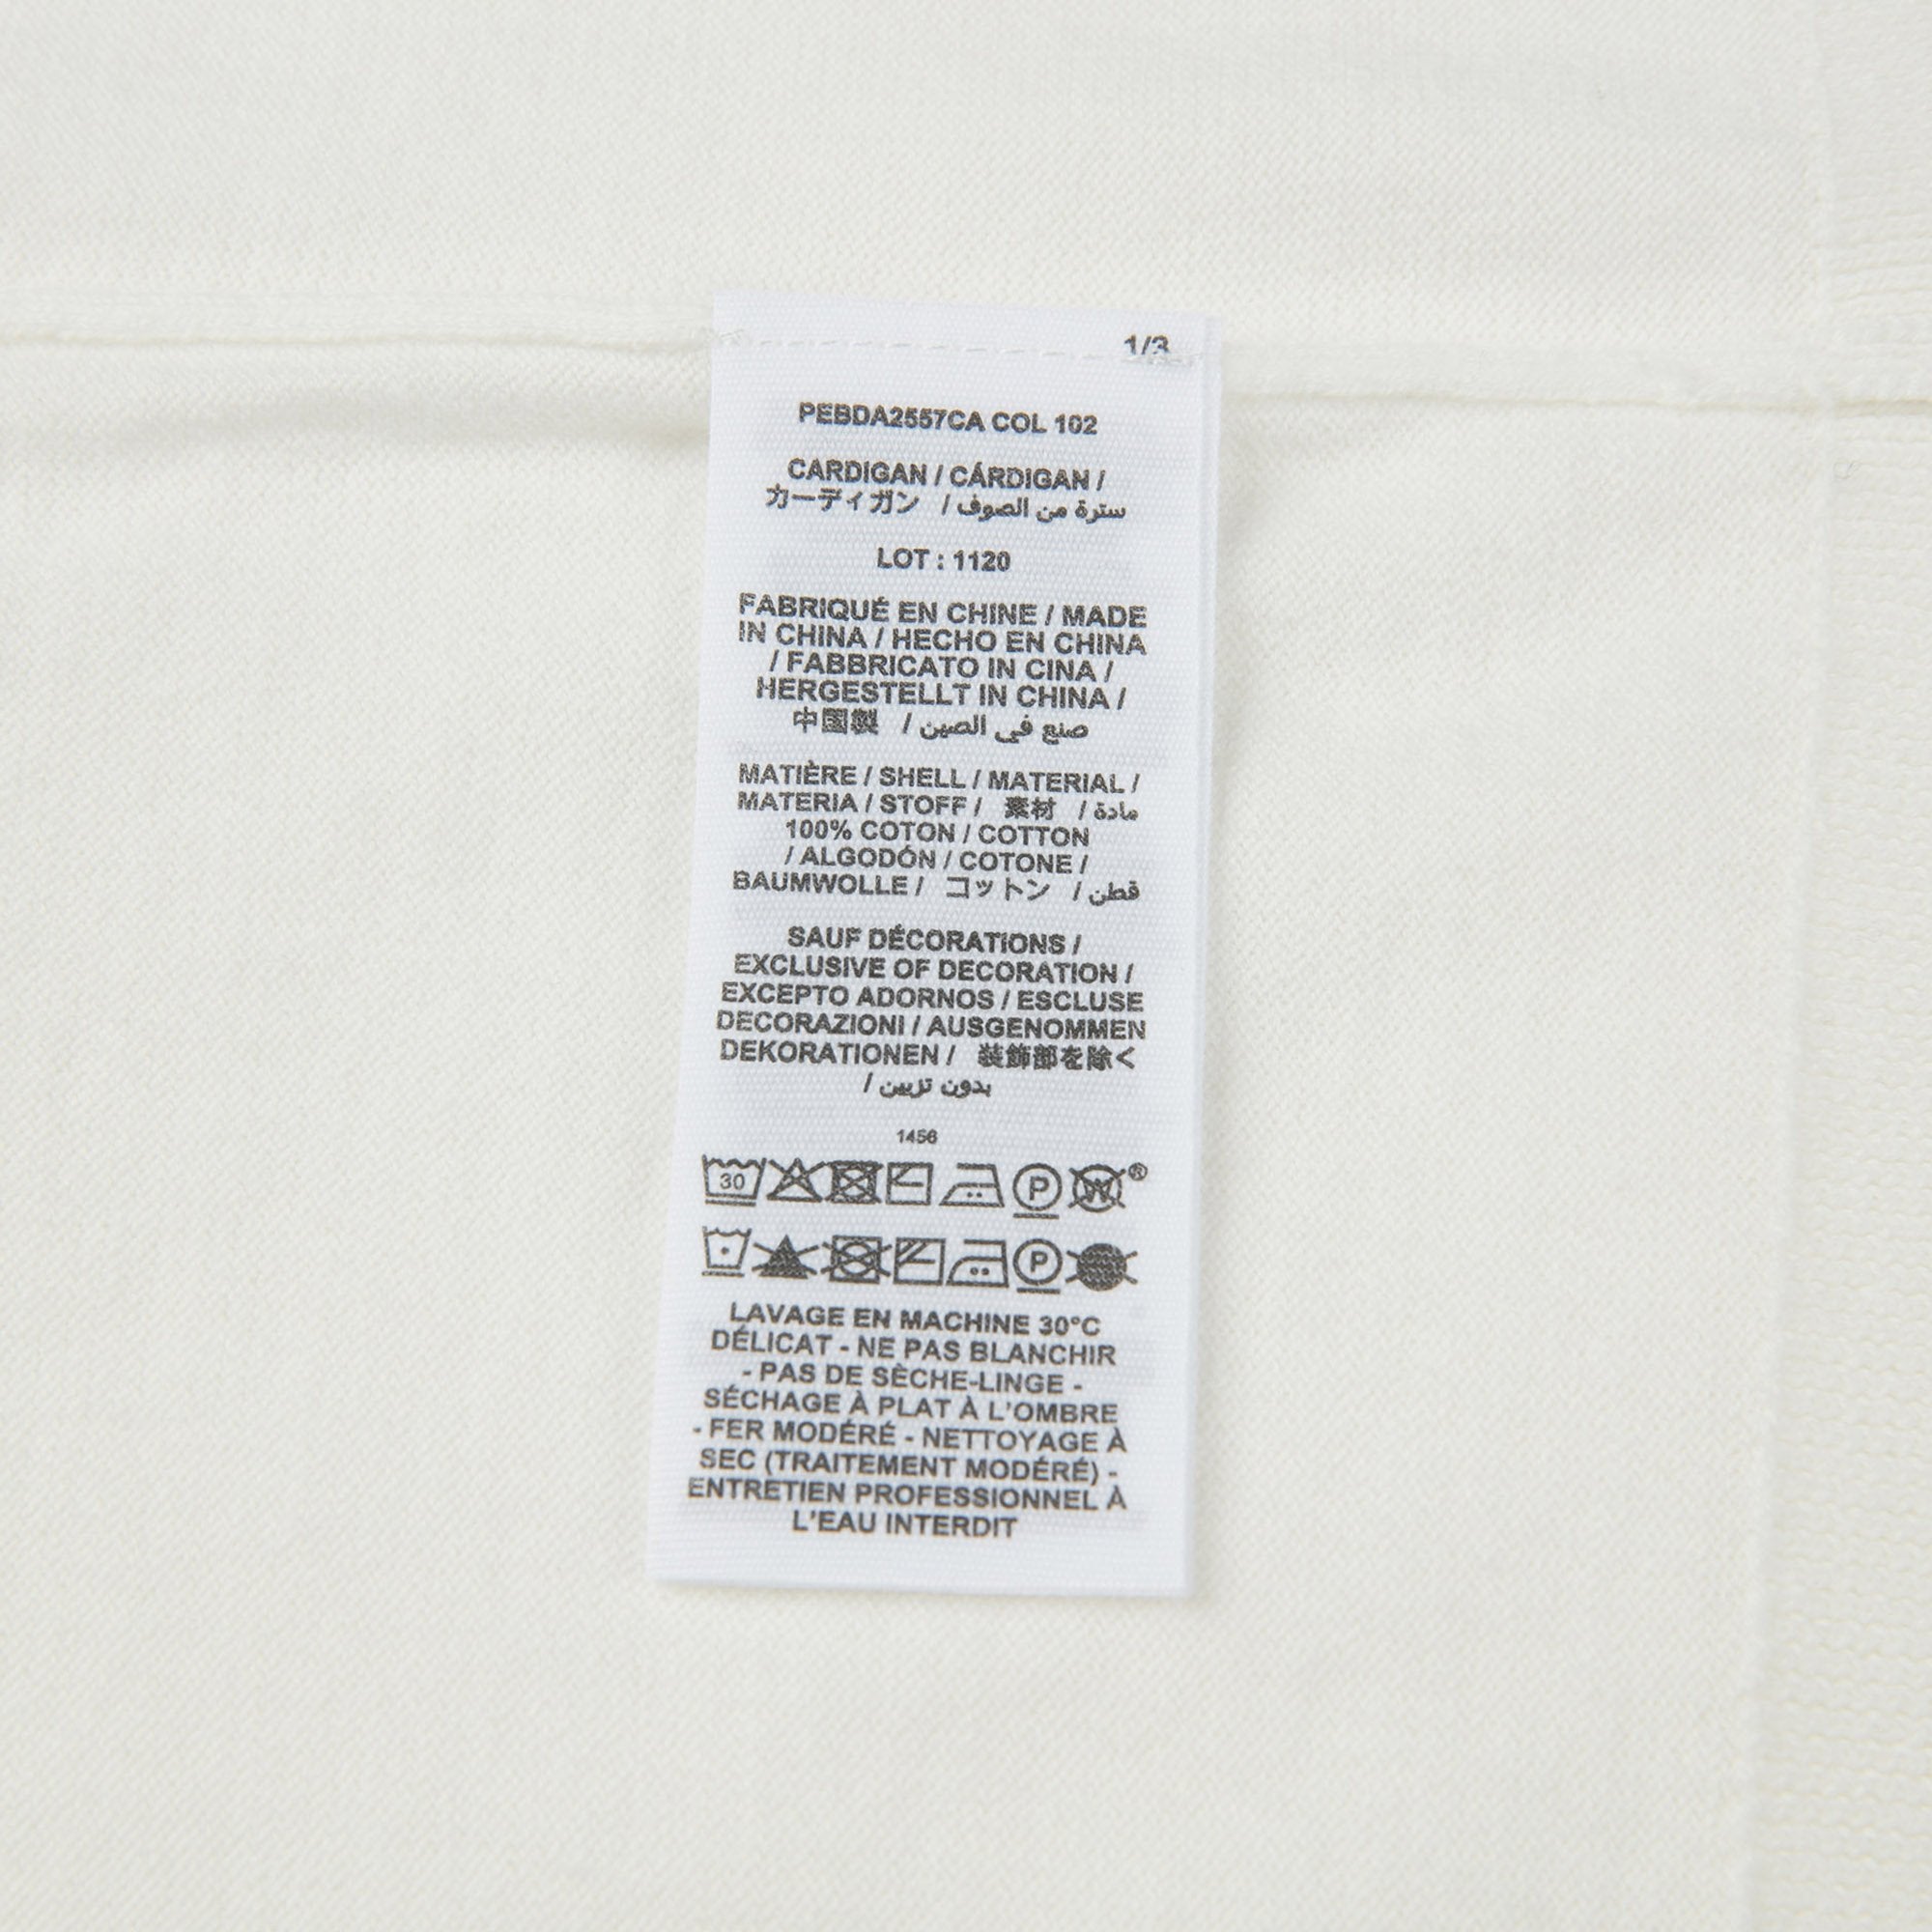 1/3
PEBDA2557CA COL 102
CARDIGAN / CÁRDIGAN /
カーディガン / سترة من الصوف
LOT : 1120
FABRIQUÉ EN CHINE / MADE
IN CHINA / HECHO EN CHINA
/ FABBRICATO IN CINA /
HERGESTELLT IN CHINA /
中国製 / صنع في الصين
MATIÈRE / SHELL / MATERIAL /
MATERIA / STOFF / 素材 / مادة
100% COTON / COTTON
/ ALGODÓN / COTONE /
BAUMWOLLE / コットン / قطن
SAUF DÉCORATIONS /
EXCLUSIVE OF DECORATION /
EXCEPTO ADORNOS / ESCLUSE
DECORAZIONI / AUSGENOMMEN
DEKORATIONEN / 装飾部を除く
/ بدون تزيين
1456
30 P W®
P
LAVAGE EN MACHINE 30°C
DÉLICAT - NE PAS BLANCHIR
- PAS DE SÈCHE-LINGE -
SÉCHAGE À PLAT À L'OMBRE
- FER MODÉRÉ - NETTOYAGE À
SEC (TRAITEMENT MODÉRÉ) -
ENTRETIEN PROFESSIONNEL À
L'EAU INTERDIT